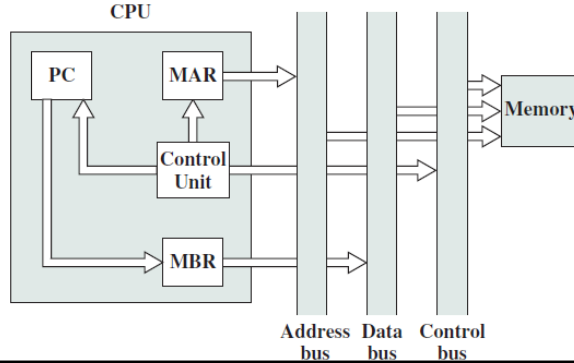 CPU
PC
MAR
Memory
Control
Unit
MBR
Address Data Control
bus bus bus